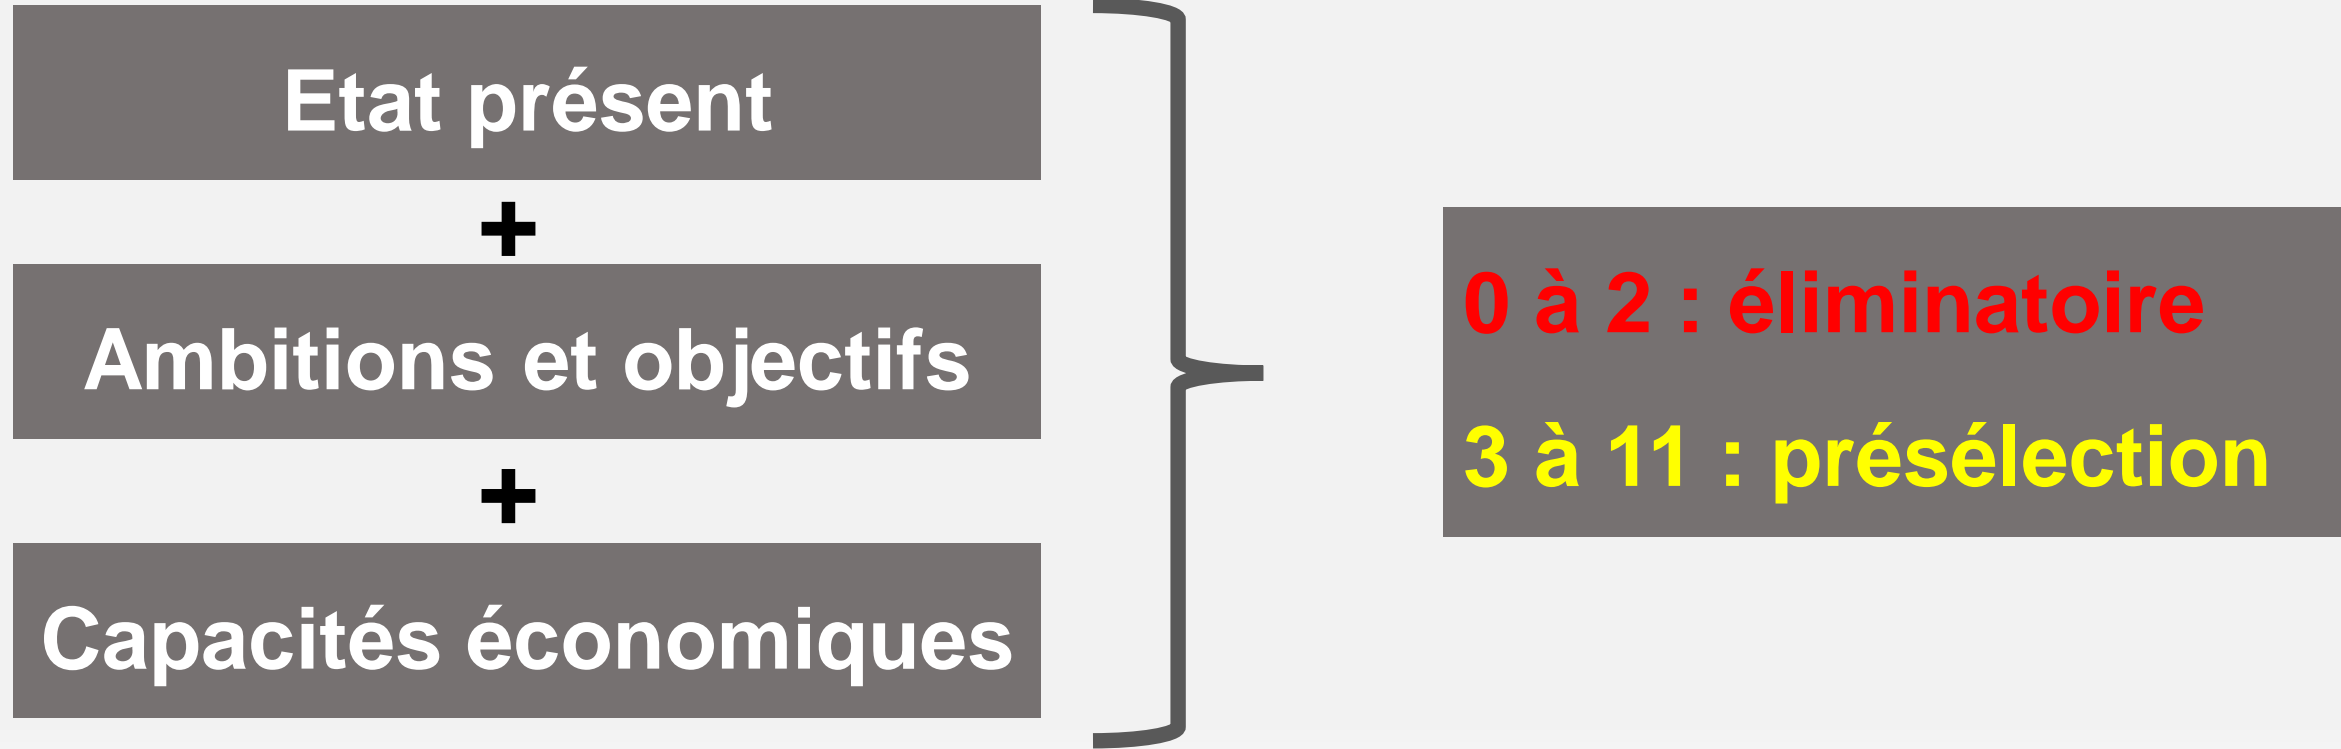 Etat présent
+
Ambitions et objectifs
+
Capacités économiques
0 à 2 : éliminatoire
3 à 11 : présélection